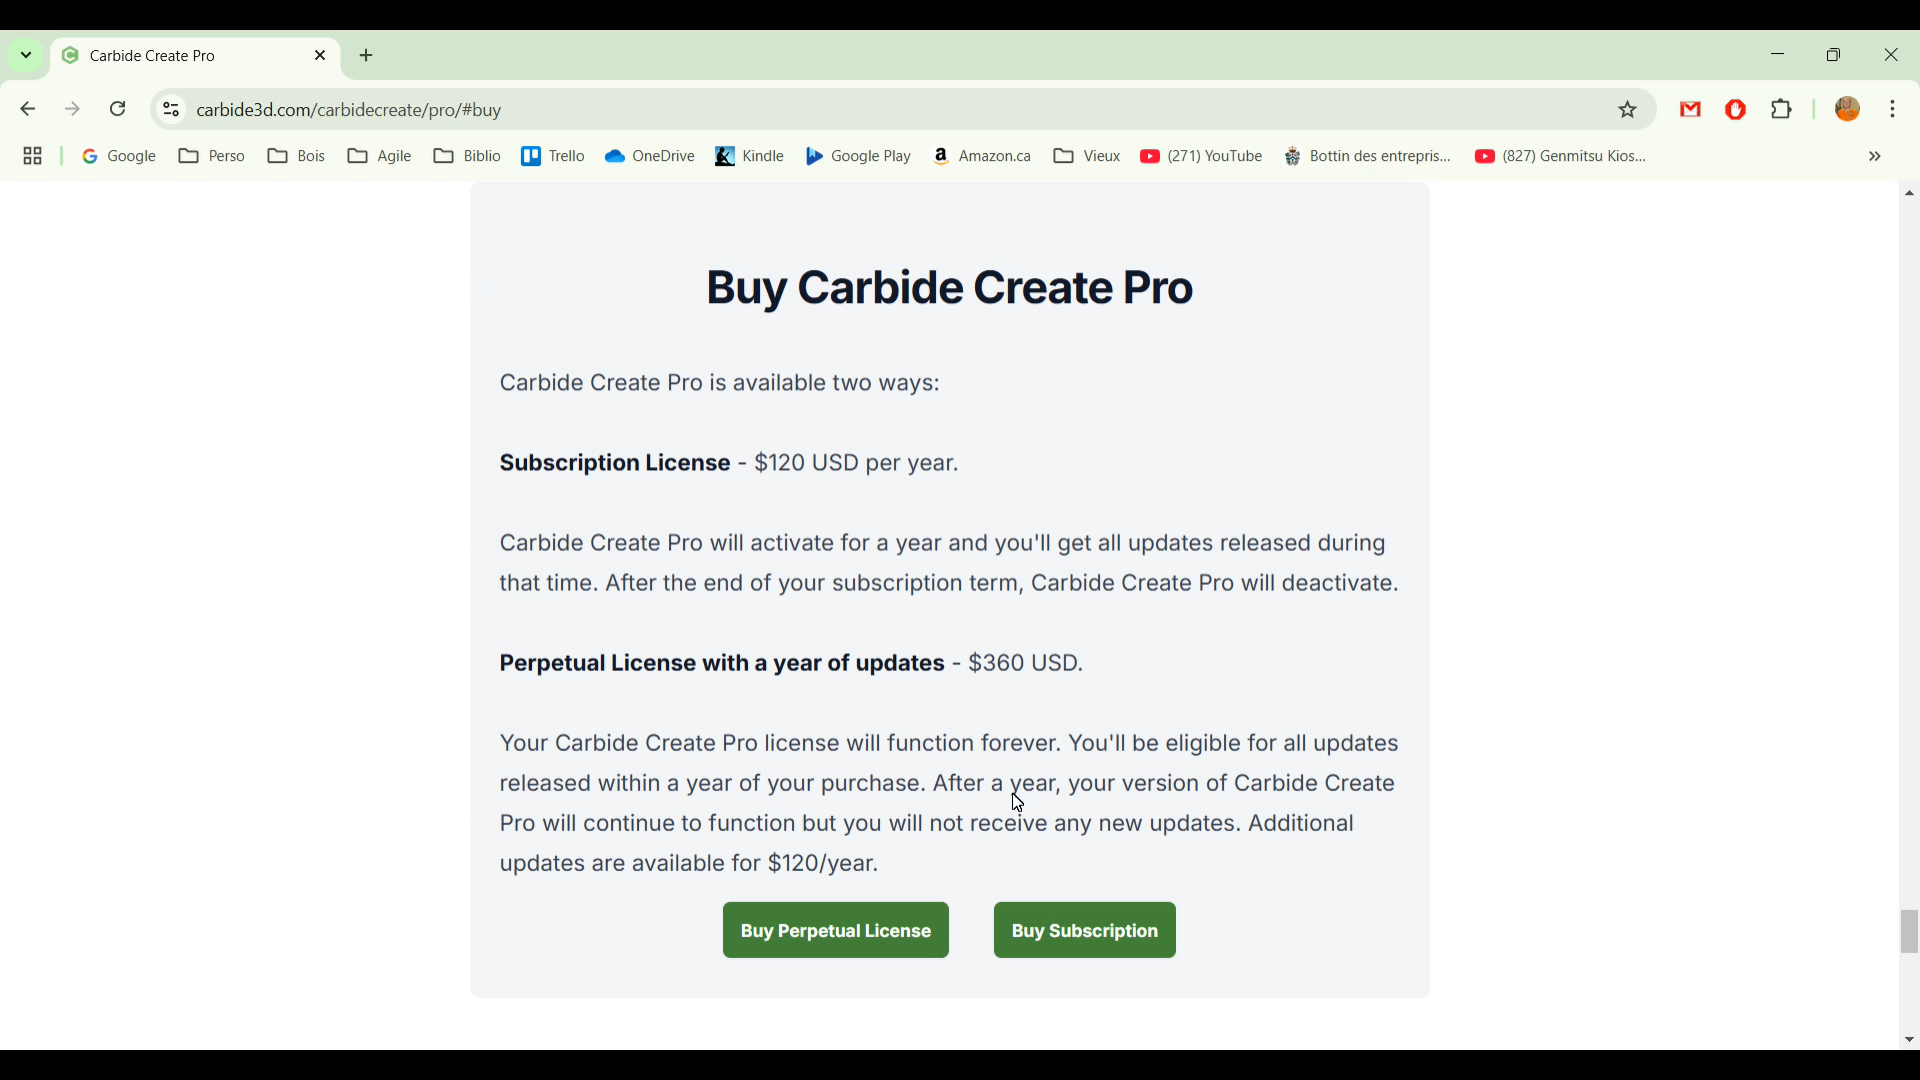 Carbide Create Pro
carbide3d.com/carbidecreate/pro/#buy
Google Perso Bois Agile Biblio Trello OneDrive Kindle Google Play Amazon.ca Vieux (271) YouTube Bottin des entrepris... (827) Genmitsu Kios...
Buy Carbide Create Pro
Carbide Create Pro is available two ways:
Subscription License - $120 USD per year.
Carbide Create Pro will activate for a year and you'll get all updates released during
that time. After the end of your subscription term, Carbide Create Pro will deactivate.
Perpetual License with a year of updates - $360 USD.
Your Carbide Create Pro license will function forever. You'll be eligible for all updates
released within a year of your purchase. After a year, your version of Carbide Create
Pro will continue to function but you will not receive any new updates. Additional
updates are available for $120/year.
Buy Perpetual License Buy Subscription